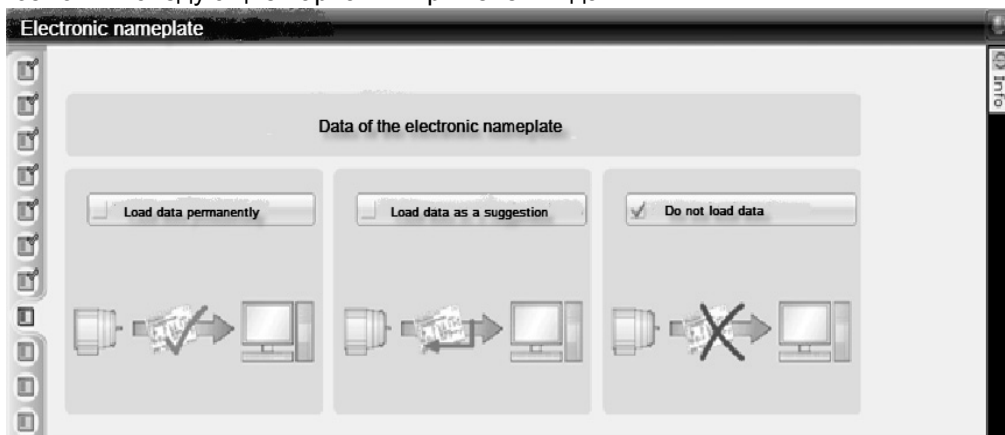 Electronic nameplate
Info
Data of the electronic nameplate
Load data permanently
Load data as a suggestion
Do not load data